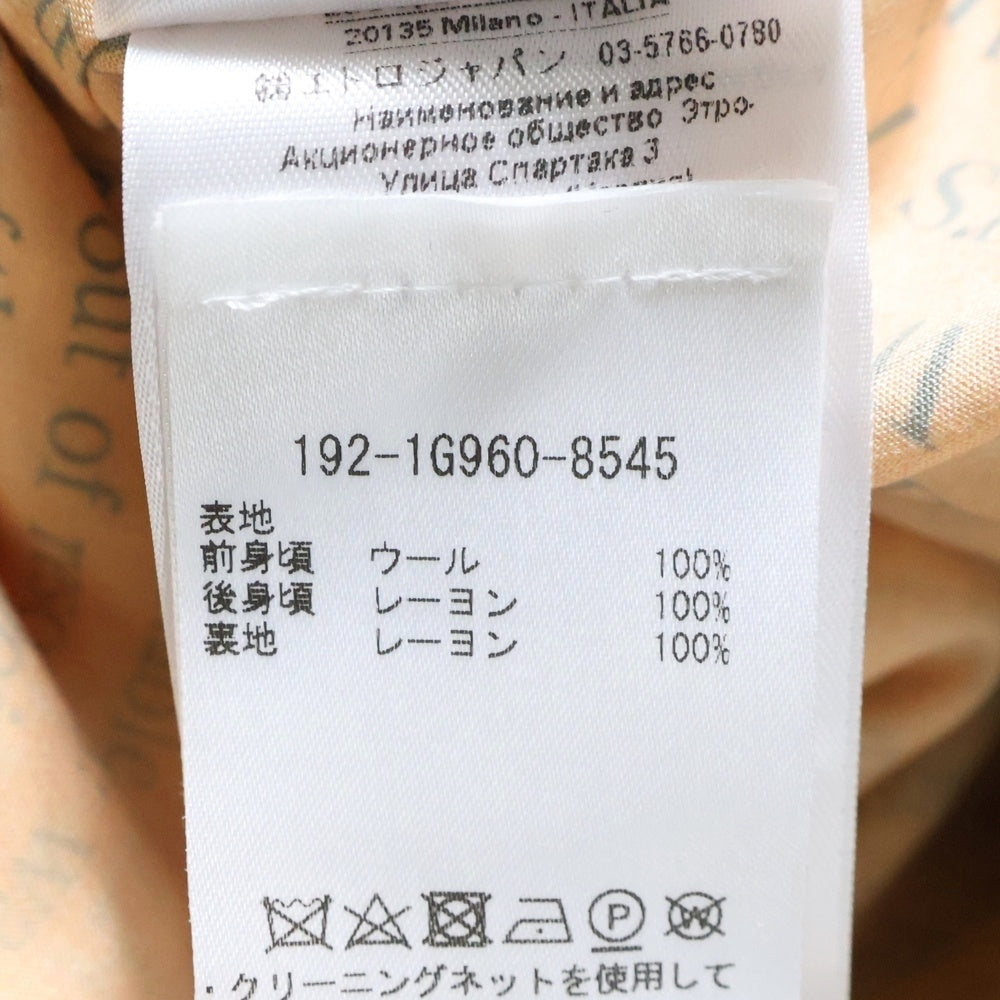 20135 Milano - ITALIA
㈱エトロジャパン 03-5766-0780
Наименование и адрес
Акционерное общество Этро.
Улица Спартака 3
192-1G960-8545
表地
前身頃 ウール 100%
後身頃 レーヨン 100%
裏地 レーヨン 100%
P
W
・クリーニングネットを使用して
out of